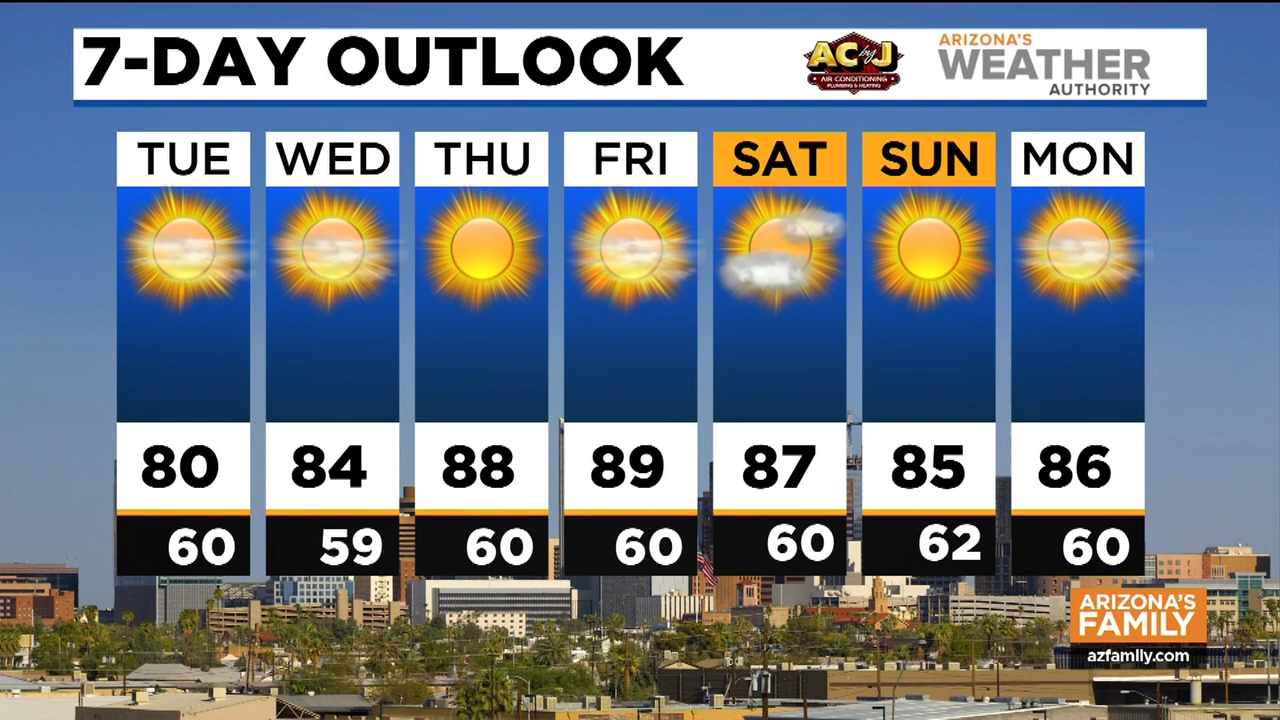 7-DAY OUTLOOK
AC by J
AIR CONDITIONING
PLUMBING & HEATING
ARIZONA'S
WEATHER
AUTHORITY
TUE WED THU FRI SAT SUN MON
80 84 88 89 87 85 86
60 59 60 60 60 62 60
ARIZONA'S
FAMILY
azfamily.com